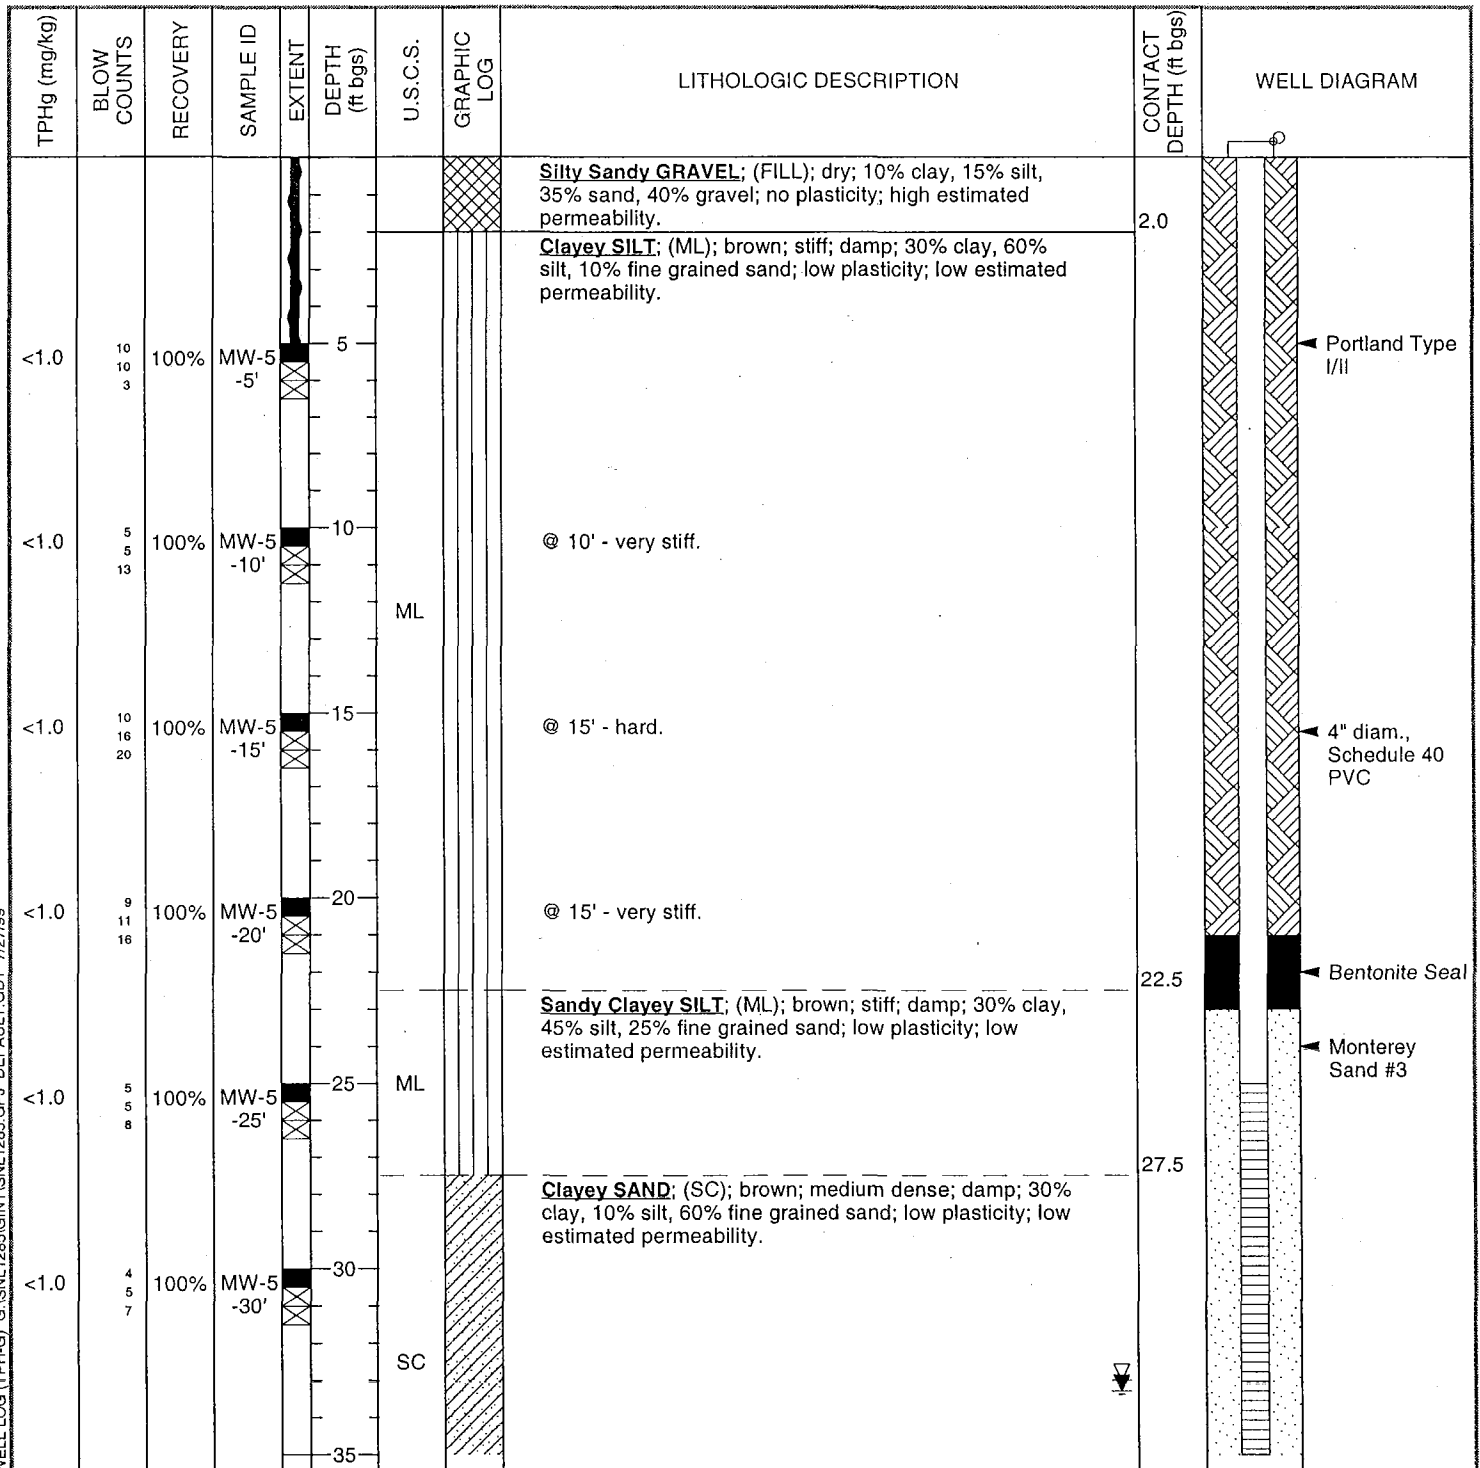 TPHg (mg/kg)
BLOW
COUNTS
RECOVERY
SAMPLE ID
EXTENT
DEPTH
(ft bgs)
U.S.C.S.
GRAPHIC
LOG
LITHOLOGIC DESCRIPTION
CONTACT
DEPTH (ft bgs)
WELL DIAGRAM
Silty Sandy GRAVEL; (FILL); dry; 10% clay, 15% silt,
35% sand, 40% gravel; no plasticity; high estimated
permeability.
2.0
Clayey SILT; (ML); brown; stiff; damp; 30% clay, 60%
silt, 10% fine grained sand; low plasticity; low estimated
permeability.
<1.0
10
10
3
100%
MW-5
-5'
5
Portland Type
I/II
<1.0
5
5
13
100%
MW-5
-10'
10
@ 10' - very stiff.
ML
<1.0
10
16
20
100%
MW-5
-15'
15
@ 15' - hard.
4" diam.,
Schedule 40
PVC
<1.0
9
11
16
100%
MW-5
-20'
20
@ 15' - very stiff.
22.5
Bentonite Seal
Sandy Clayey SILT; (ML); brown; stiff; damp; 30% clay,
45% silt, 25% fine grained sand; low plasticity; low
estimated permeability.
Monterey
Sand #3
<1.0
5
5
8
100%
MW-5
-25'
25
ML
27.5
Clayey SAND; (SC); brown; medium dense; damp; 30%
clay, 10% silt, 60% fine grained sand; low plasticity; low
estimated permeability.
<1.0
4
5
7
100%
MW-5
-30'
30
SC
35